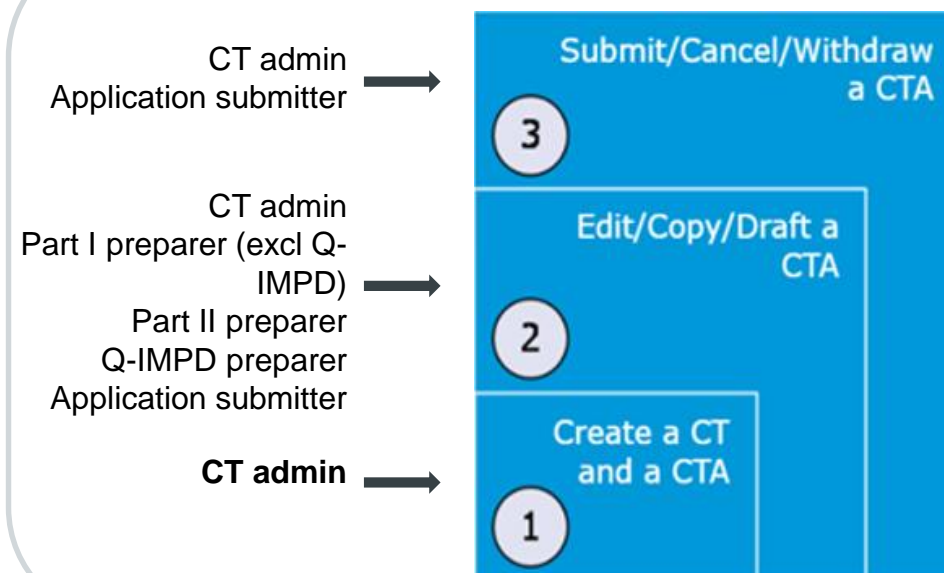 CT admin
Application submitter
Submit/Cancel/Withdraw
a CTA
3
CT admin
Part I preparer (excl Q-
IMPD)
Part II preparer
Q-IMPD preparer
Application submitter
Edit/Copy/Draft a
CTA
2
CT admin
Create a CT
and a CTA
1